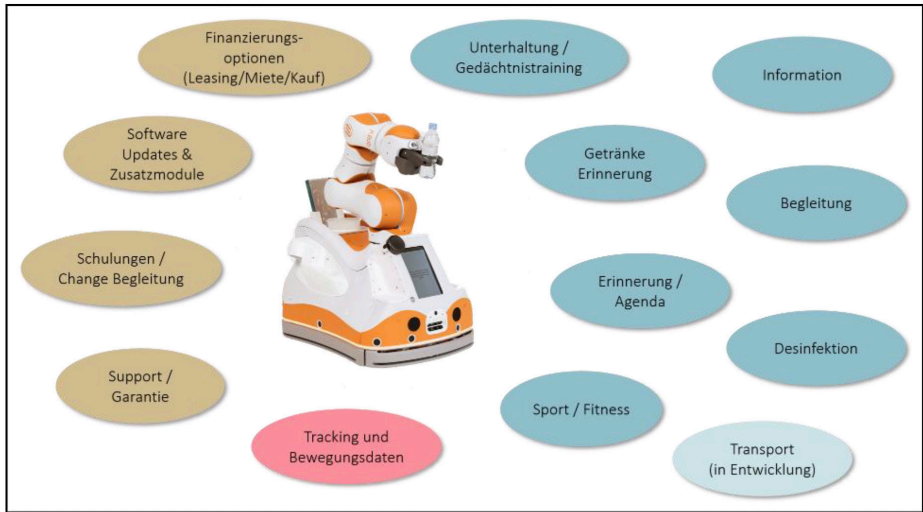 Finanzierungs-
optionen
(Leasing/Miete/Kauf)
Unterhaltung /
Gedächtnistraining
Information
Software
Updates &
Zusatzmodule
Getränke
Erinnerung
Begleitung
Schulungen /
Change Begleitung
Erinnerung /
Agenda
Desinfektion
Support /
Garantie
Sport / Fitness
Tracking und
Bewegungsdaten
Transport
(in Entwicklung)